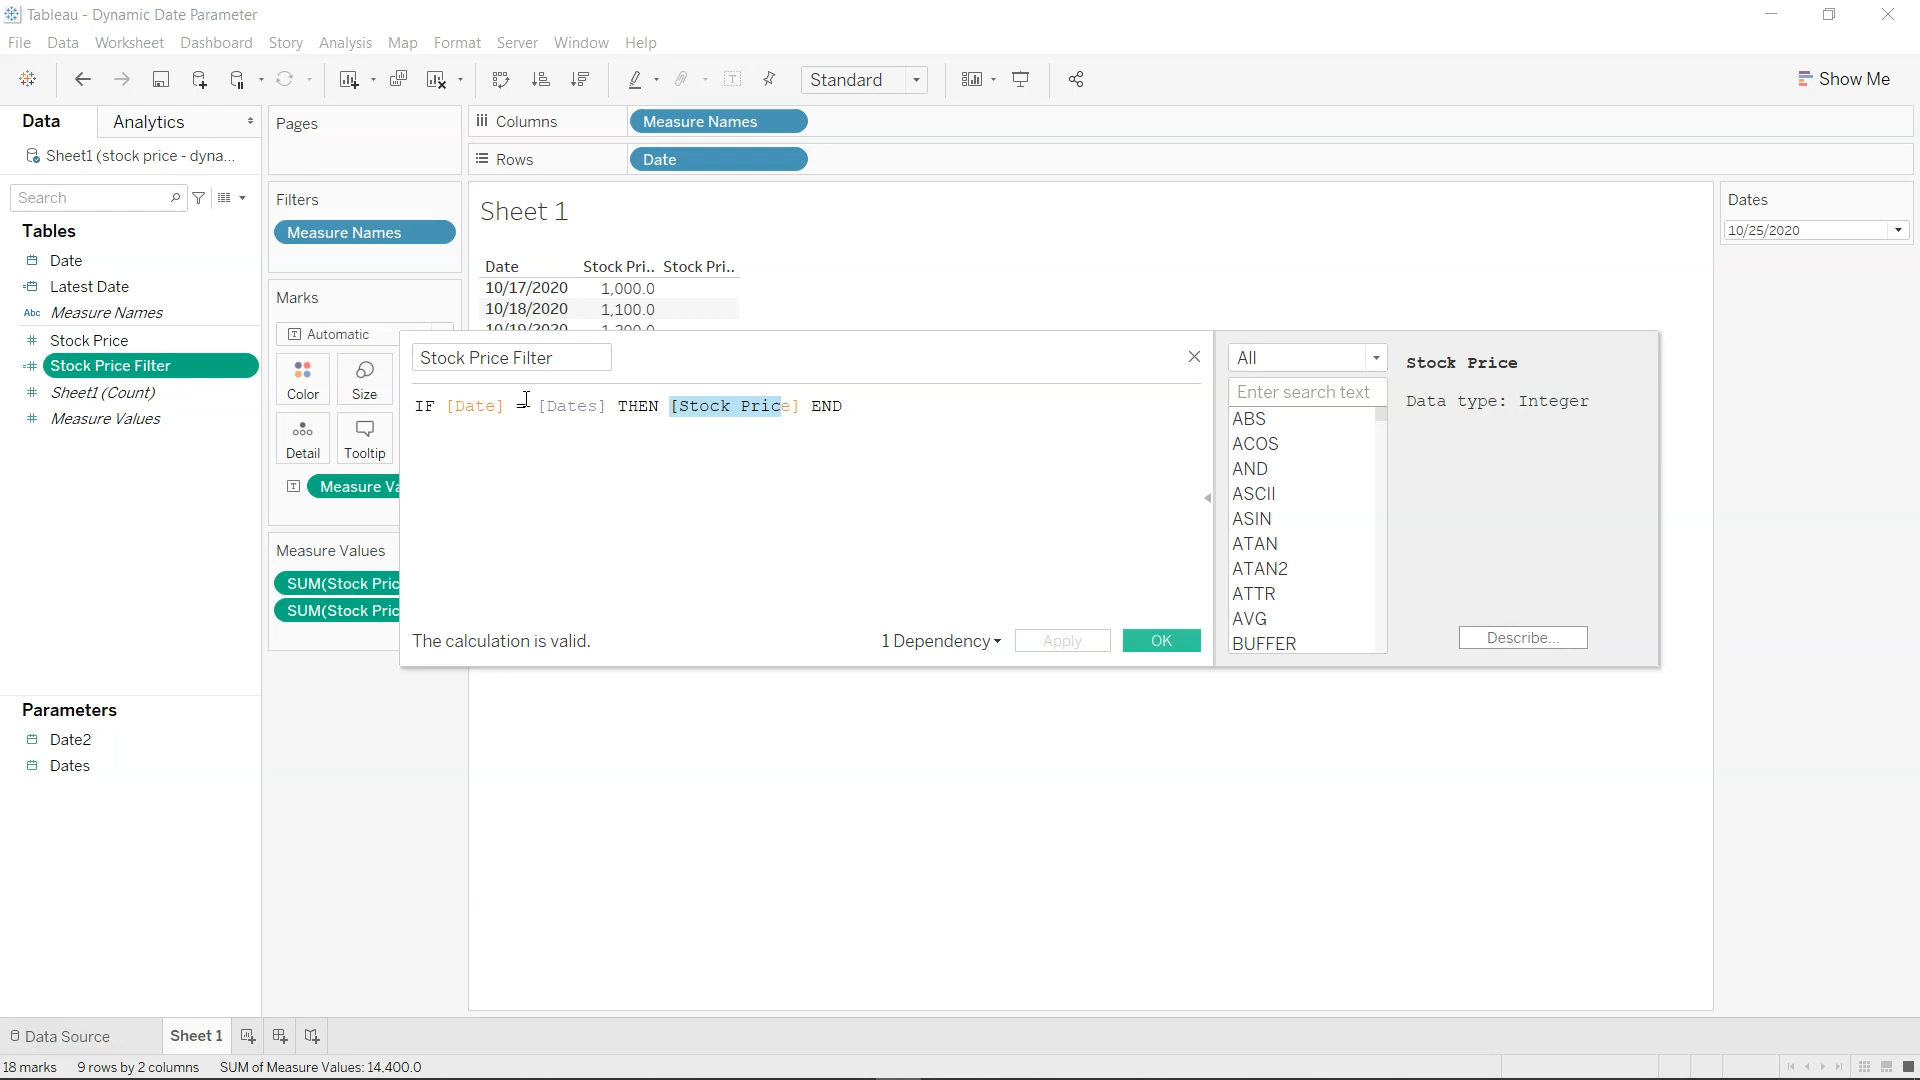 Tableau - Dynamic Date Parameter
File Data Worksheet Dashboard Story Analysis Map Format Server Window Help
Standard
Show Me
Data Analytics
Pages
Columns
Measure Names
Sheet1 (stock price - dyna...
Rows
Date
Search
Filters
Measure Names
Sheet 1
Dates
10/25/2020
Tables
Date
Latest Date
Abc Measure Names
Stock Price
Stock Price Filter
Sheet1 (Count)
Measure Values
Marks
Automatic
Color
Size
Detail
Tooltip
Measure Va
Measure Values
SUM(Stock Pric
SUM(Stock Pric
Date Stock Pri.. Stock Pri..
10/17/2020 1,000.0
10/18/2020 1,100.0
10/19/2020 1,200.0
Stock Price Filter
IF [Date] = [Dates] THEN [Stock Price] END
The calculation is valid.
1 Dependency
Apply
OK
All
Enter search text
ABS
ACOS
AND
ASCII
ASIN
ATAN
ATAN2
ATTR
AVG
BUFFER
Stock Price
Data type: Integer
Describe...
Parameters
Date2
Dates
Data Source
Sheet 1
18 marks 9 rows by 2 columns SUM of Measure Values: 14,400.0